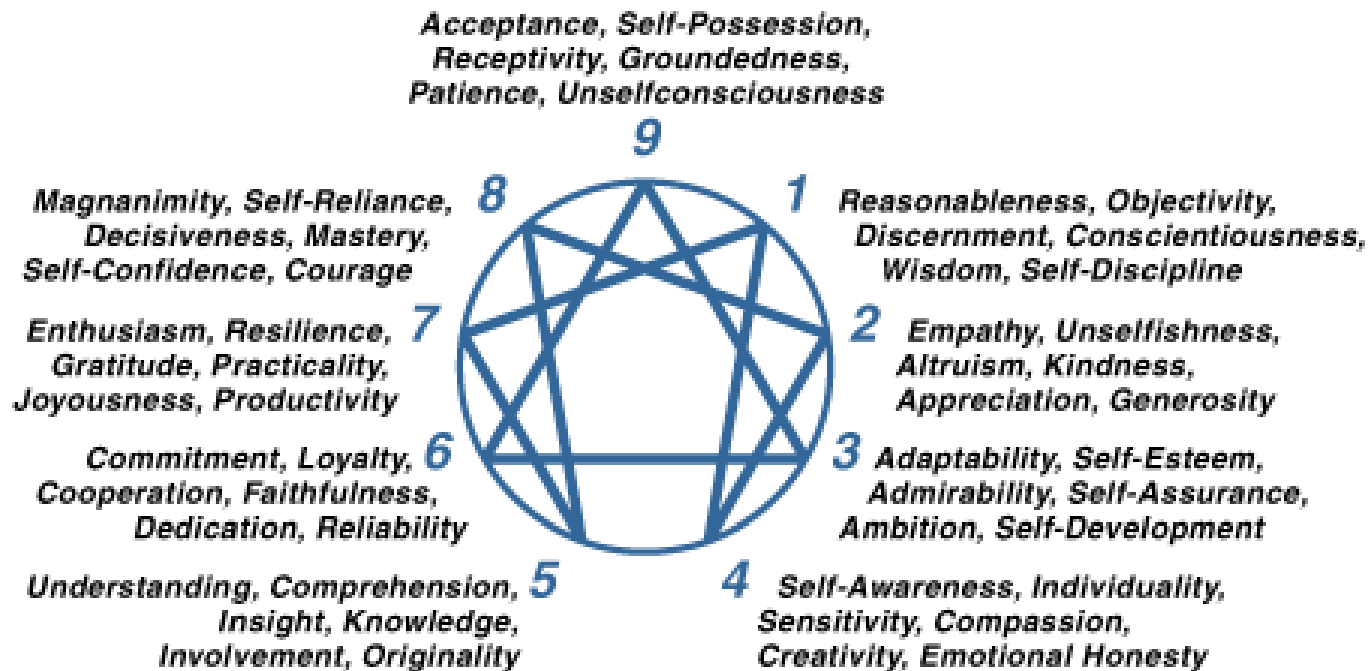 Acceptance, Self-Possession,
Receptivity, Groundedness,
Patience, Unselfconsciousness
9
8
Magnanimity, Self-Reliance,
Decisiveness, Mastery,
Self-Confidence, Courage
1
Reasonableness, Objectivity,
Discernment, Conscientiousness,
Wisdom, Self-Discipline
7
Enthusiasm, Resilience,
Gratitude, Practicality,
Joyousness, Productivity
2
Empathy, Unselfishness,
Altruism, Kindness,
Appreciation, Generosity
6
Commitment, Loyalty,
Cooperation, Faithfulness,
Dedication, Reliability
3
Adaptability, Self-Esteem,
Admirability, Self-Assurance,
Ambition, Self-Development
5
Understanding, Comprehension,
Insight, Knowledge,
Involvement, Originality
4
Self-Awareness, Individuality,
Sensitivity, Compassion,
Creativity, Emotional Honesty